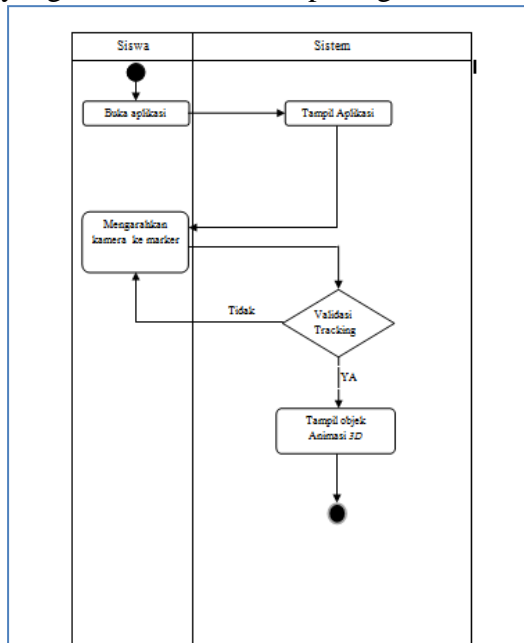 Siswa
Sistem
Buka aplikasi
Tampil Aplikasi
Mengarahkan
kamera ke marker
Tidak
Validasi
Tracking
YA
Tampil objek
Animasi 3D